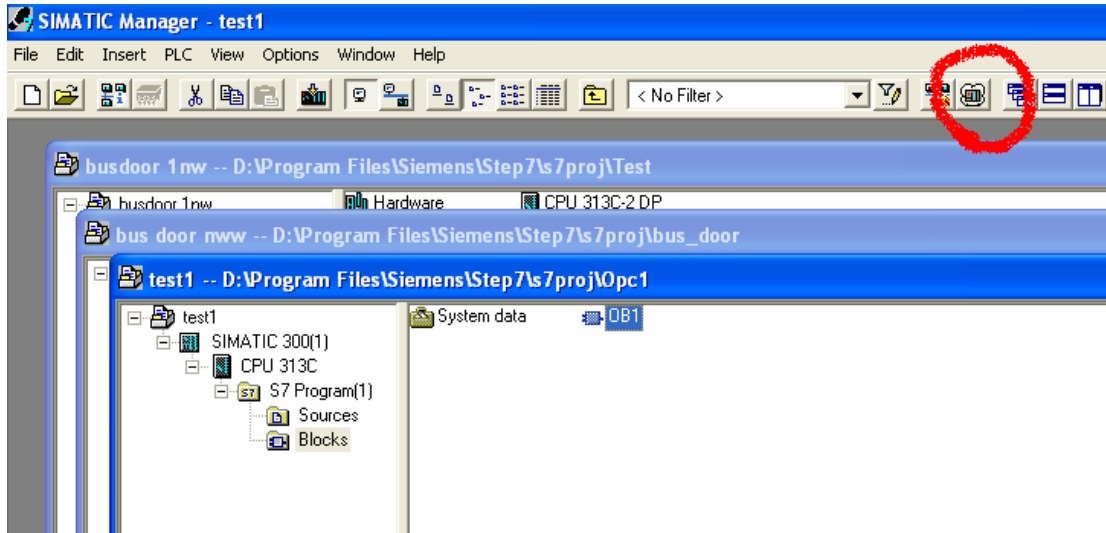 SIMATIC Manager - test1
File Edit Insert PLC View Options Window Help
< No Filter >
busdoor 1nw -- D:\Program Files\Siemens\Step7\s7proj\Test
busdoor 1nw Hardware CPU 313C-2 DP
bus door nww -- D:\Program Files\Siemens\Step7\s7proj\bus_door
test1 -- D:\Program Files\Siemens\Step7\s7proj\Opc1
test1 System data OB1
SIMATIC 300(1)
CPU 313C
S7 Program(1)
Sources
Blocks